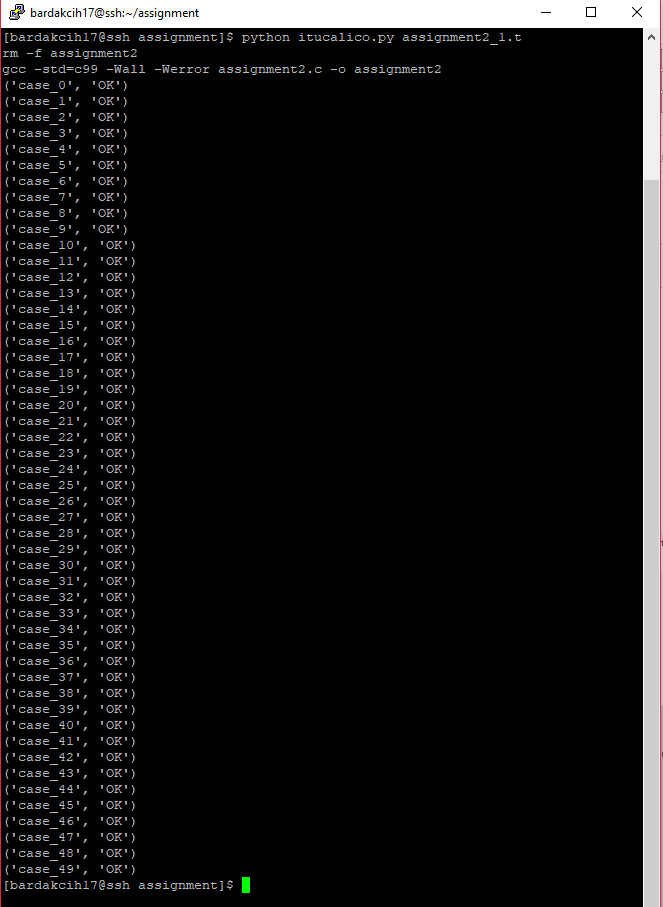 bardakcih17@ssh:~/assignment
[bardakcih17@ssh assignment]$ python itucalico.py assignment2_1.t
rm -f assignment2
gcc -std=c99 -Wall -Werror assignment2.c -o assignment2
('case_0', 'OK')
('case_1', 'OK')
('case_2', 'OK')
('case_3', 'OK')
('case_4', 'OK')
('case_5', 'OK')
('case_6', 'OK')
('case_7', 'OK')
('case_8', 'OK')
('case_9', 'OK')
('case_10', 'OK')
('case_11', 'OK')
('case_12', 'OK')
('case_13', 'OK')
('case_14', 'OK')
('case_15', 'OK')
('case_16', 'OK')
('case_17', 'OK')
('case_18', 'OK')
('case_19', 'OK')
('case_20', 'OK')
('case_21', 'OK')
('case_22', 'OK')
('case_23', 'OK')
('case_24', 'OK')
('case_25', 'OK')
('case_26', 'OK')
('case_27', 'OK')
('case_28', 'OK')
('case_29', 'OK')
('case_30', 'OK')
('case_31', 'OK')
('case_32', 'OK')
('case_33', 'OK')
('case_34', 'OK')
('case_35', 'OK')
('case_36', 'OK')
('case_37', 'OK')
('case_38', 'OK')
('case_39', 'OK')
('case_40', 'OK')
('case_41', 'OK')
('case_42', 'OK')
('case_43', 'OK')
('case_44', 'OK')
('case_45', 'OK')
('case_46', 'OK')
('case_47', 'OK')
('case_48', 'OK')
('case_49', 'OK')
[bardakcih17@ssh assignment]$